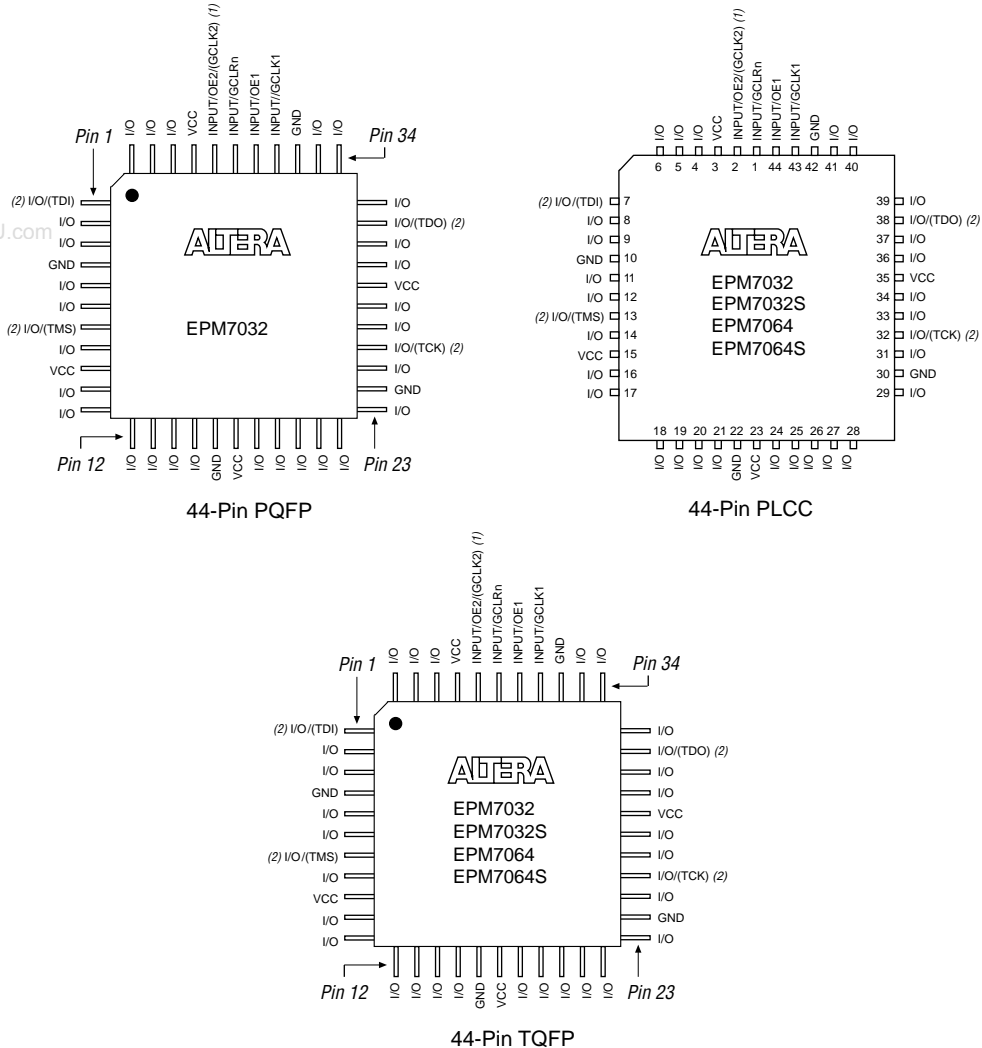 I/O
I/O
I/O
VCC
INPUT/OE2/(GCLK2) (1)
INPUT/GCLRn
INPUT/OE1
INPUT//GCLK1
GND
I/O
I/O
Pin 1
Pin 34
(2) I/O/(TDI)
I/O
I/O
GND
I/O
I/O
(2) I/O/(TMS)
I/O
VCC
I/O
I/O
U.com
ALTERA
EPM7032
I/O
I/O/(TDO) (2)
I/O
I/O
VCC
I/O
I/O
I/O/(TCK) (2)
I/O
GND
I/O
Pin 12
Pin 23
I/O
I/O
I/O
I/O
GND
VCC
I/O
I/O
I/O
I/O
I/O
44-Pin PQFP
I/O
I/O
I/O
VCC
INPUT/OE2/(GCLK2) (1)
INPUT/GCLRn
INPUT/OE1
INPUT/GCLK1
GND
I/O
I/O
6 5 4 3 2 1 44 43 42 41 40
(2) I/O/(TDI) 7
I/O 8
I/O 9
GND 10
I/O 11
I/O 12
(2) I/O/(TMS) 13
I/O 14
VCC 15
I/O 16
I/O 17
ALTERA
EPM7032
EPM7032S
EPM7064
EPM7064S
39 I/O
38 I/O/(TDO) (2)
37 I/O
36 I/O
35 VCC
34 I/O
33 I/O
32 I/O/(TCK) (2)
31 I/O
30 GND
29 I/O
18 19 20 21 22 23 24 25 26 27 28
I/O
I/O
I/O
I/O
GND
VCC
I/O
I/O
I/O
I/O
I/O
44-Pin PLCC
I/O
I/O
I/O
VCC
INPUT/OE2/(GCLK2) (1)
INPUT/GCLRn
INPUT/OE1
INPUT/GCLK1
GND
I/O
I/O
Pin 1
Pin 34
(2) I/O/(TDI)
I/O
I/O
GND
I/O
I/O
(2) I/O/(TMS)
I/O
VCC
I/O
I/O
ALTERA
EPM7032
EPM7032S
EPM7064
EPM7064S
I/O
I/O/(TDO) (2)
I/O
I/O
VCC
I/O
I/O
I/O/(TCK) (2)
I/O
GND
I/O
Pin 12
Pin 23
I/O
I/O
I/O
I/O
GND
VCC
I/O
I/O
I/O
I/O
I/O
44-Pin TQFP